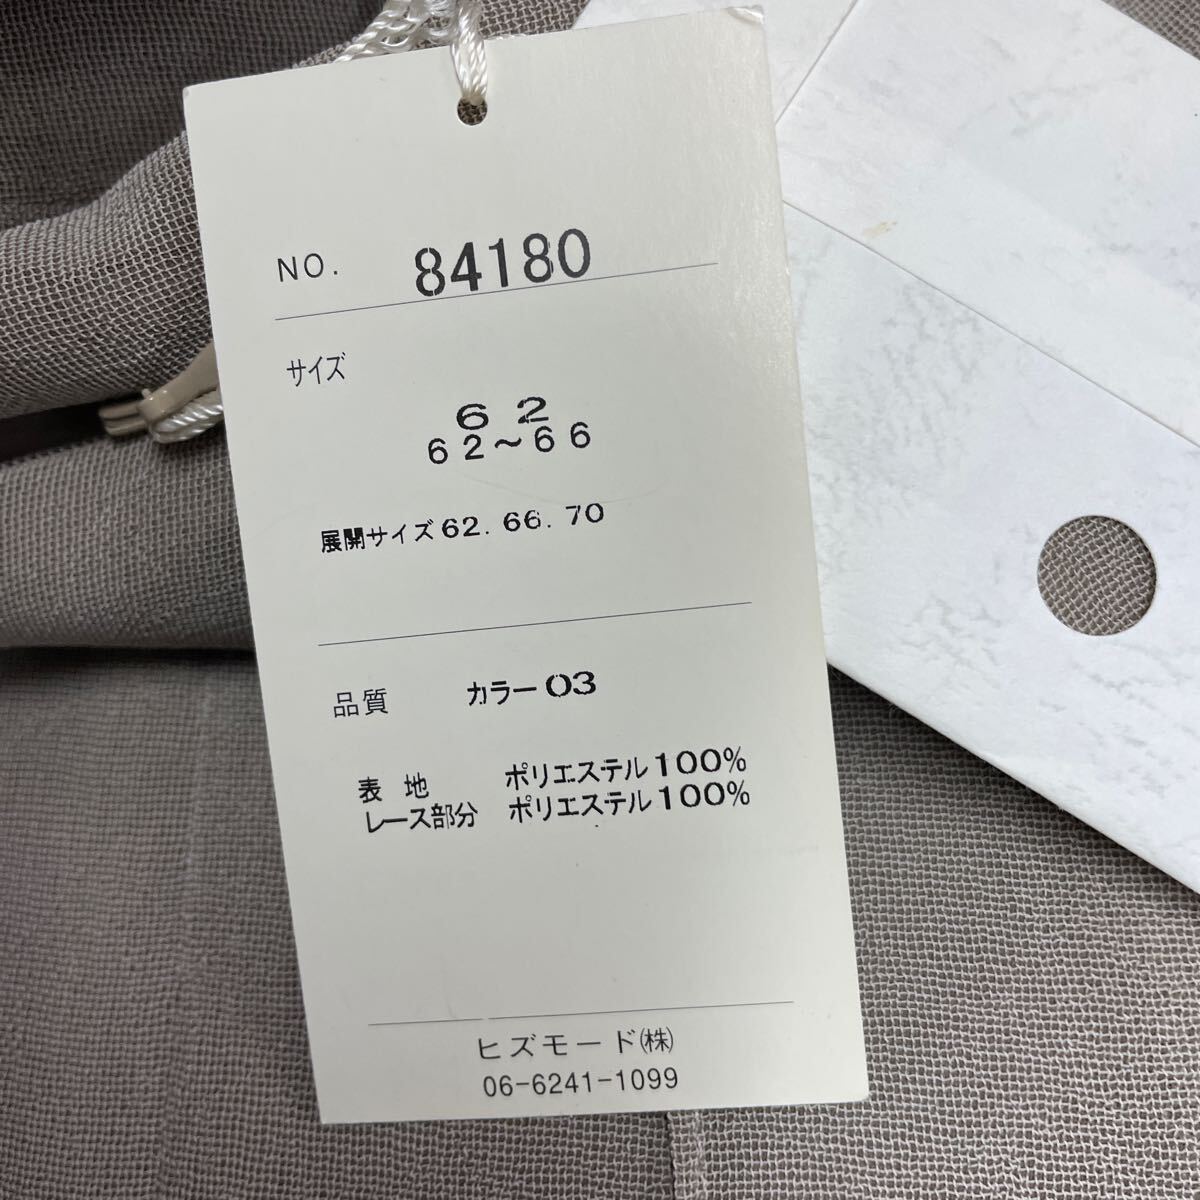 NO. 84180
サイズ
62
62〜66
展開サイズ62. 66. 70
品質 カラー03
表地 ポリエステル100%
レース部分 ポリエステル100%
ヒズモード㈱
06-6241-1099